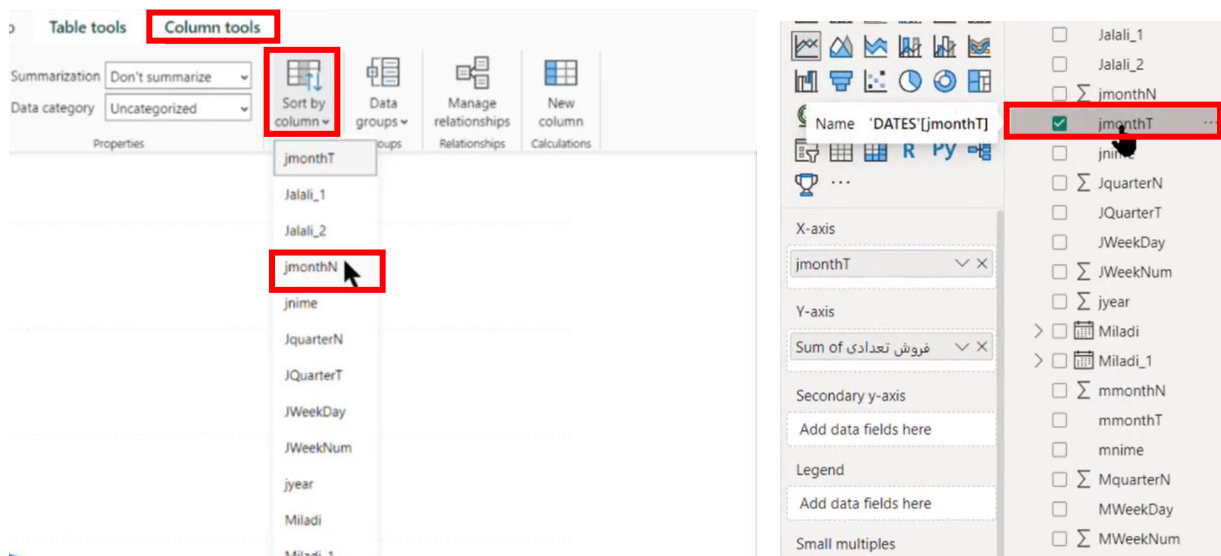 Table tools
Column tools
Summarization
Don't summarize
Data category
Uncategorized
Properties
Sort by
column
Data
groups
Manage
relationships
Relationships
New
column
Calculations
oups
jmonthT
Jalali_1
Jalali_2
jmonthN
jnime
JquarterN
JQuarterT
JWeekDay
JWeekNum
jyear
Miladi
Miladi_1
Name 'DATES'[jmonthT]
R Py
...
X-axis
jmonthT
Y-axis
Sum of فروش تعدادی
Secondary y-axis
Add data fields here
Legend
Add data fields here
Small multiples
Jalali_1
Jalali_2
∑ jmonthN
jmonthT ...
jnime
∑ JquarterN
JQuarterT
JWeekDay
∑ JWeekNum
∑ jyear
Miladi
Miladi_1
∑ mmonthN
mmonthT
mnime
∑ MquarterN
MWeekDay
∑ MWeekNum